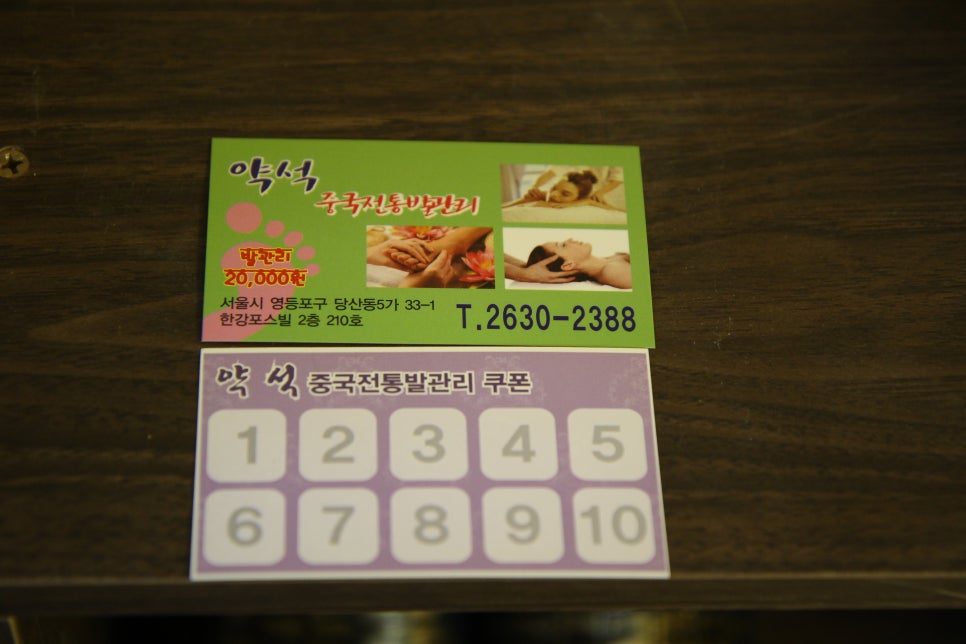 약석
중국전통발관리
발관리
20,000원
서울시 영등포구 당산동5가 33-1
한강포스빌 2층 210호
T.2630-2388
약 석 중국전통발관리 쿠폰
1 2 3 4 5
6 7 8 9 10